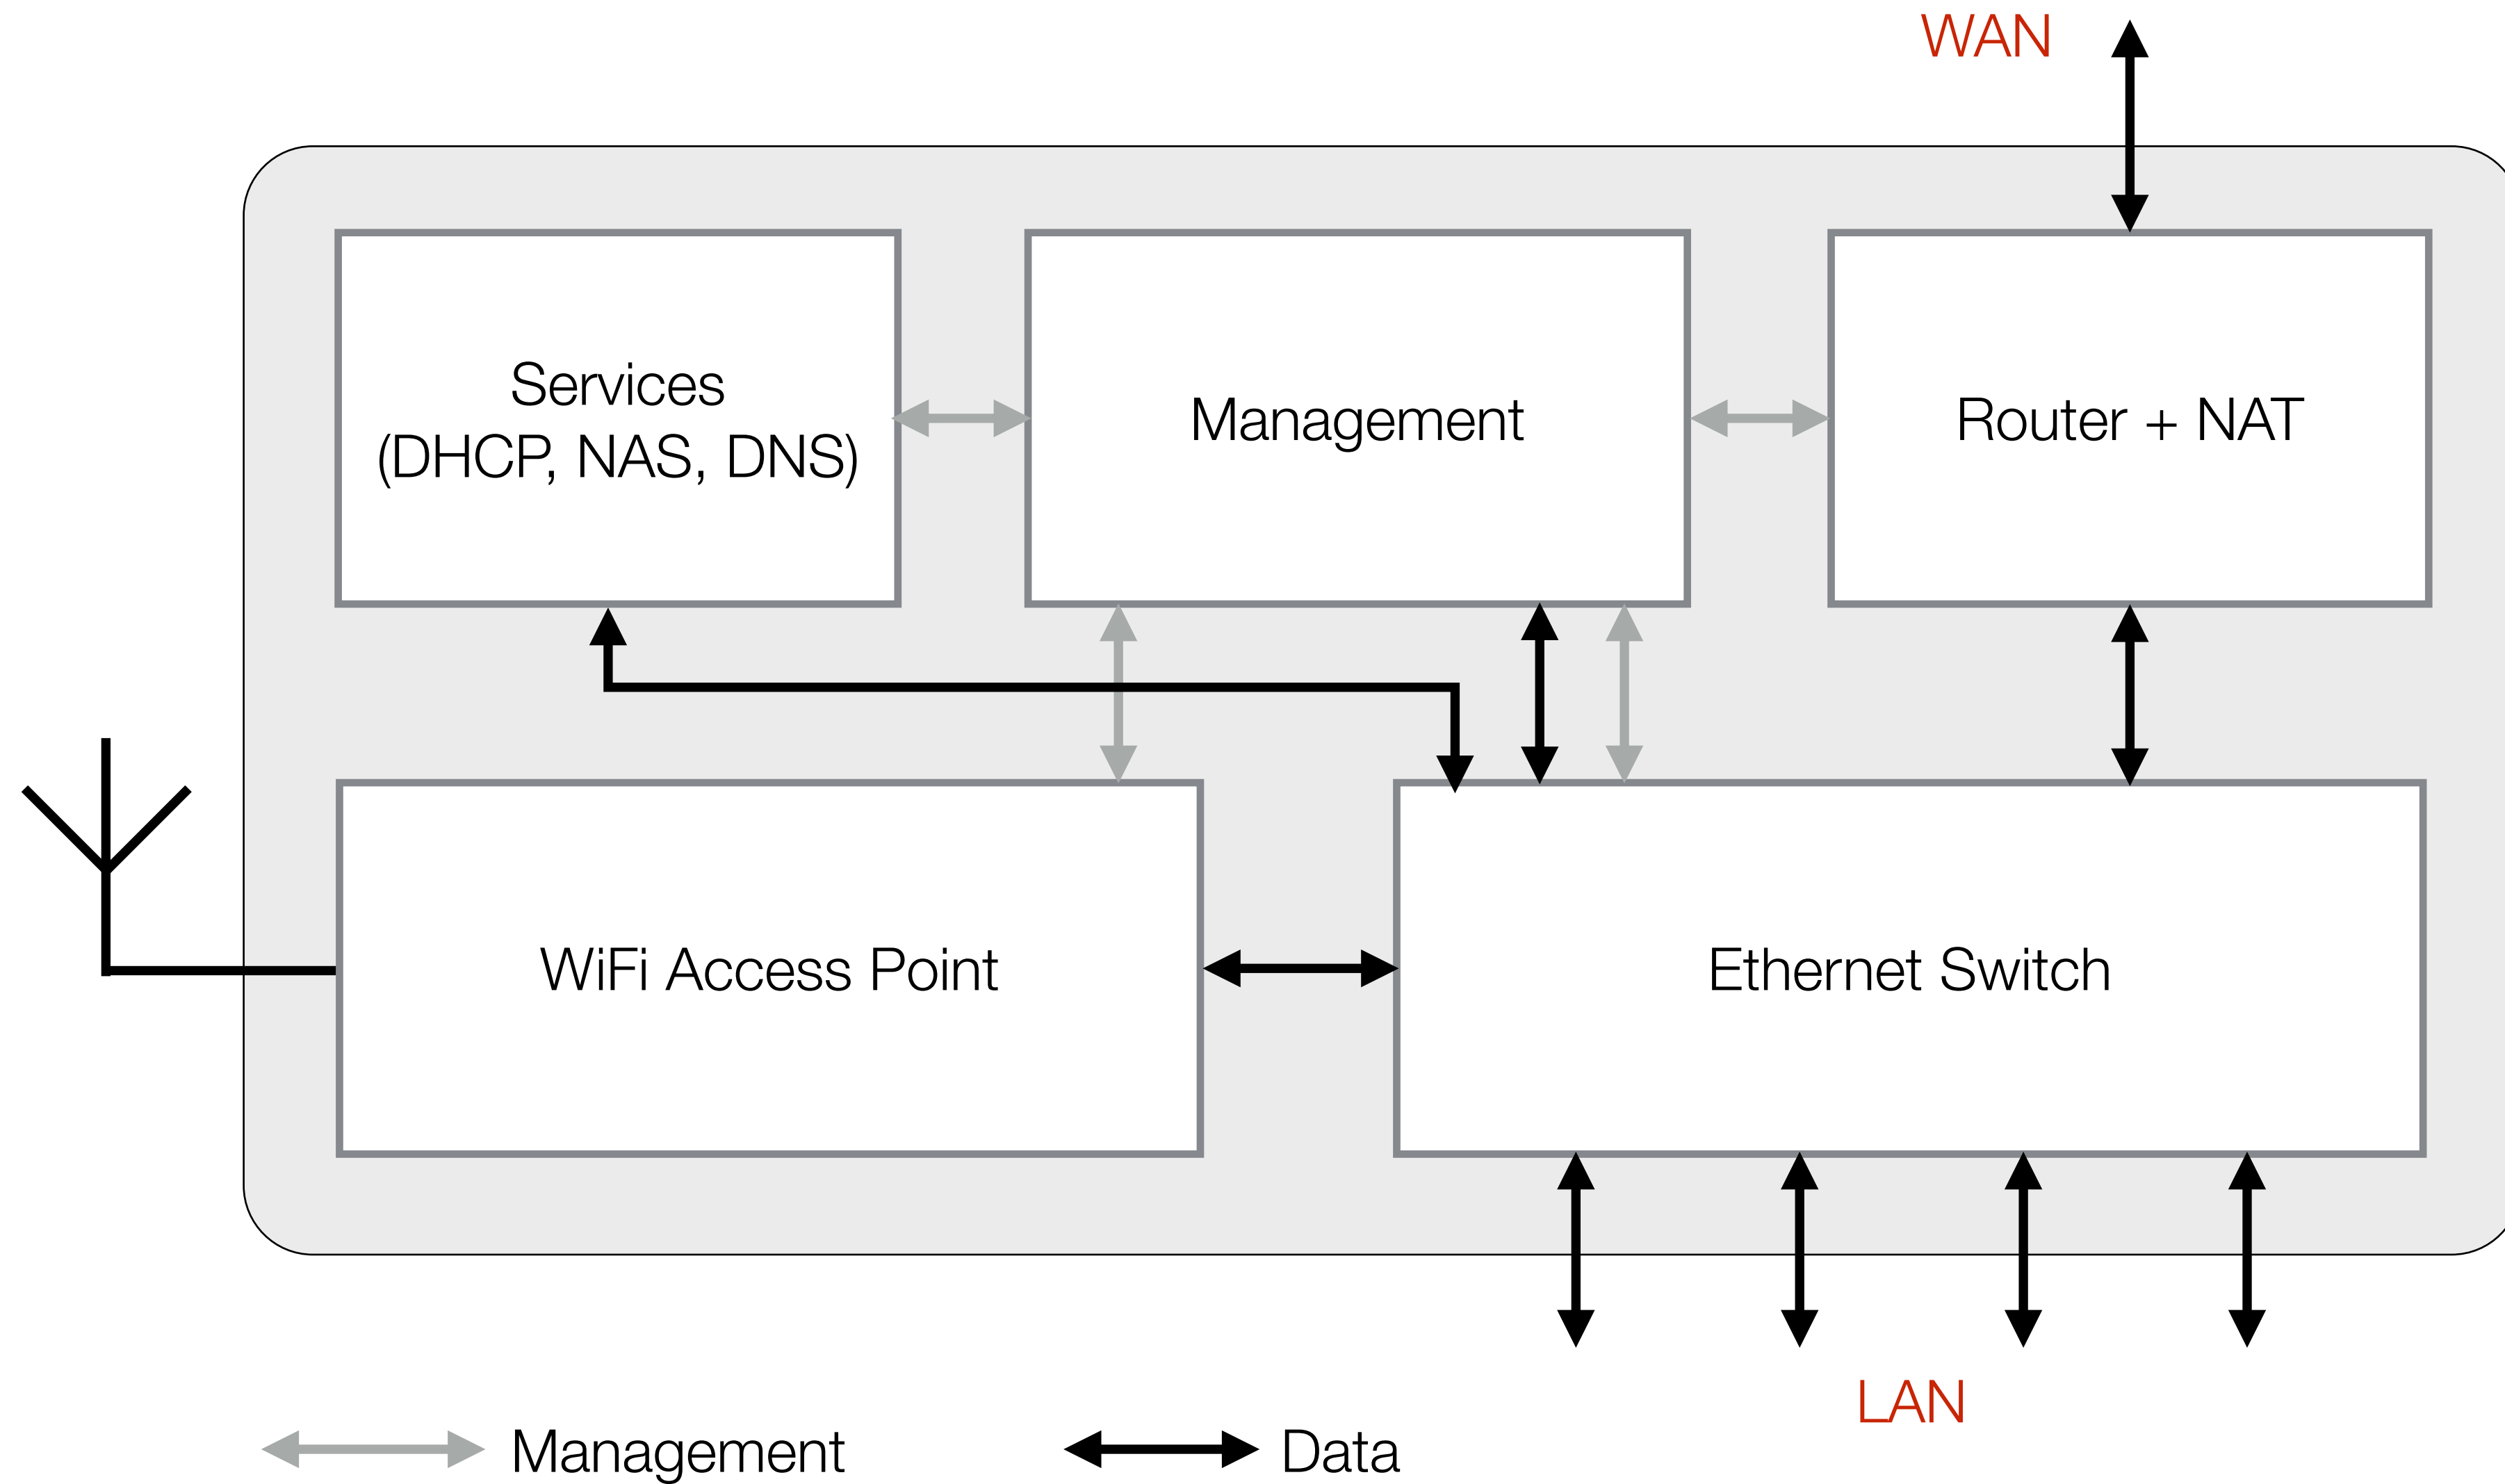 WAN
Services
(DHCP, NAS, DNS)
Management
Router + NAT
WiFi Access Point
Ethernet Switch
LAN
Management
Data